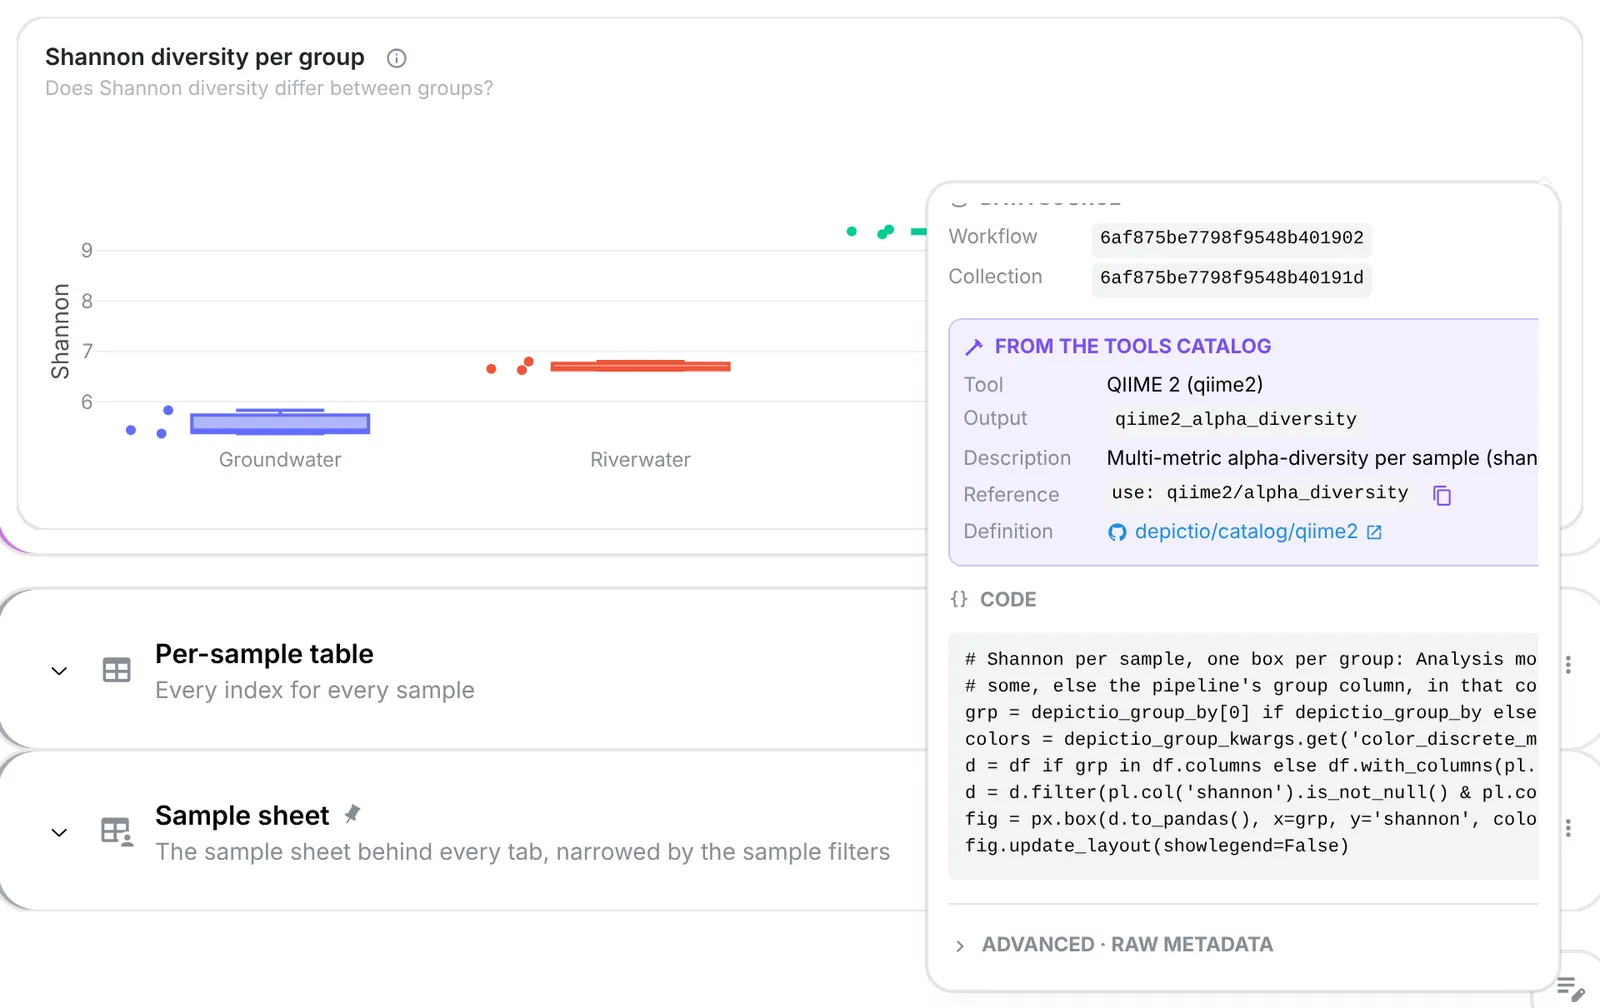 Shannon diversity per group
Does Shannon diversity differ between groups?
Shannon
9
8
7
6
Groundwater
Riverwater
Workflow 6af875be7798f9548b401902
Collection 6af875be7798f9548b40191d
FROM THE TOOLS CATALOG
Tool QIIME 2 (qiime2)
Output qiime2_alpha_diversity
Description Multi-metric alpha-diversity per sample (shan
Reference use: qiime2/alpha_diversity
Definition depictio/catalog/qiime2
{} CODE
# Shannon per sample, one box per group: Analysis mo
# some, else the pipeline's group column, in that co
grp = depictio_group_by[0] if depictio_group_by else
colors = depictio_group_kwargs.get('color_discrete_m
d = df if grp in df.columns else df.with_columns(pl.
d = d.filter(pl.col('shannon').is_not_null() & pl.co
fig = px.box(d.to_pandas(), x=grp, y='shannon', colo
fig.update_layout(showlegend=False)
ADVANCED · RAW METADATA
Per-sample table
Every index for every sample
Sample sheet
The sample sheet behind every tab, narrowed by the sample filters